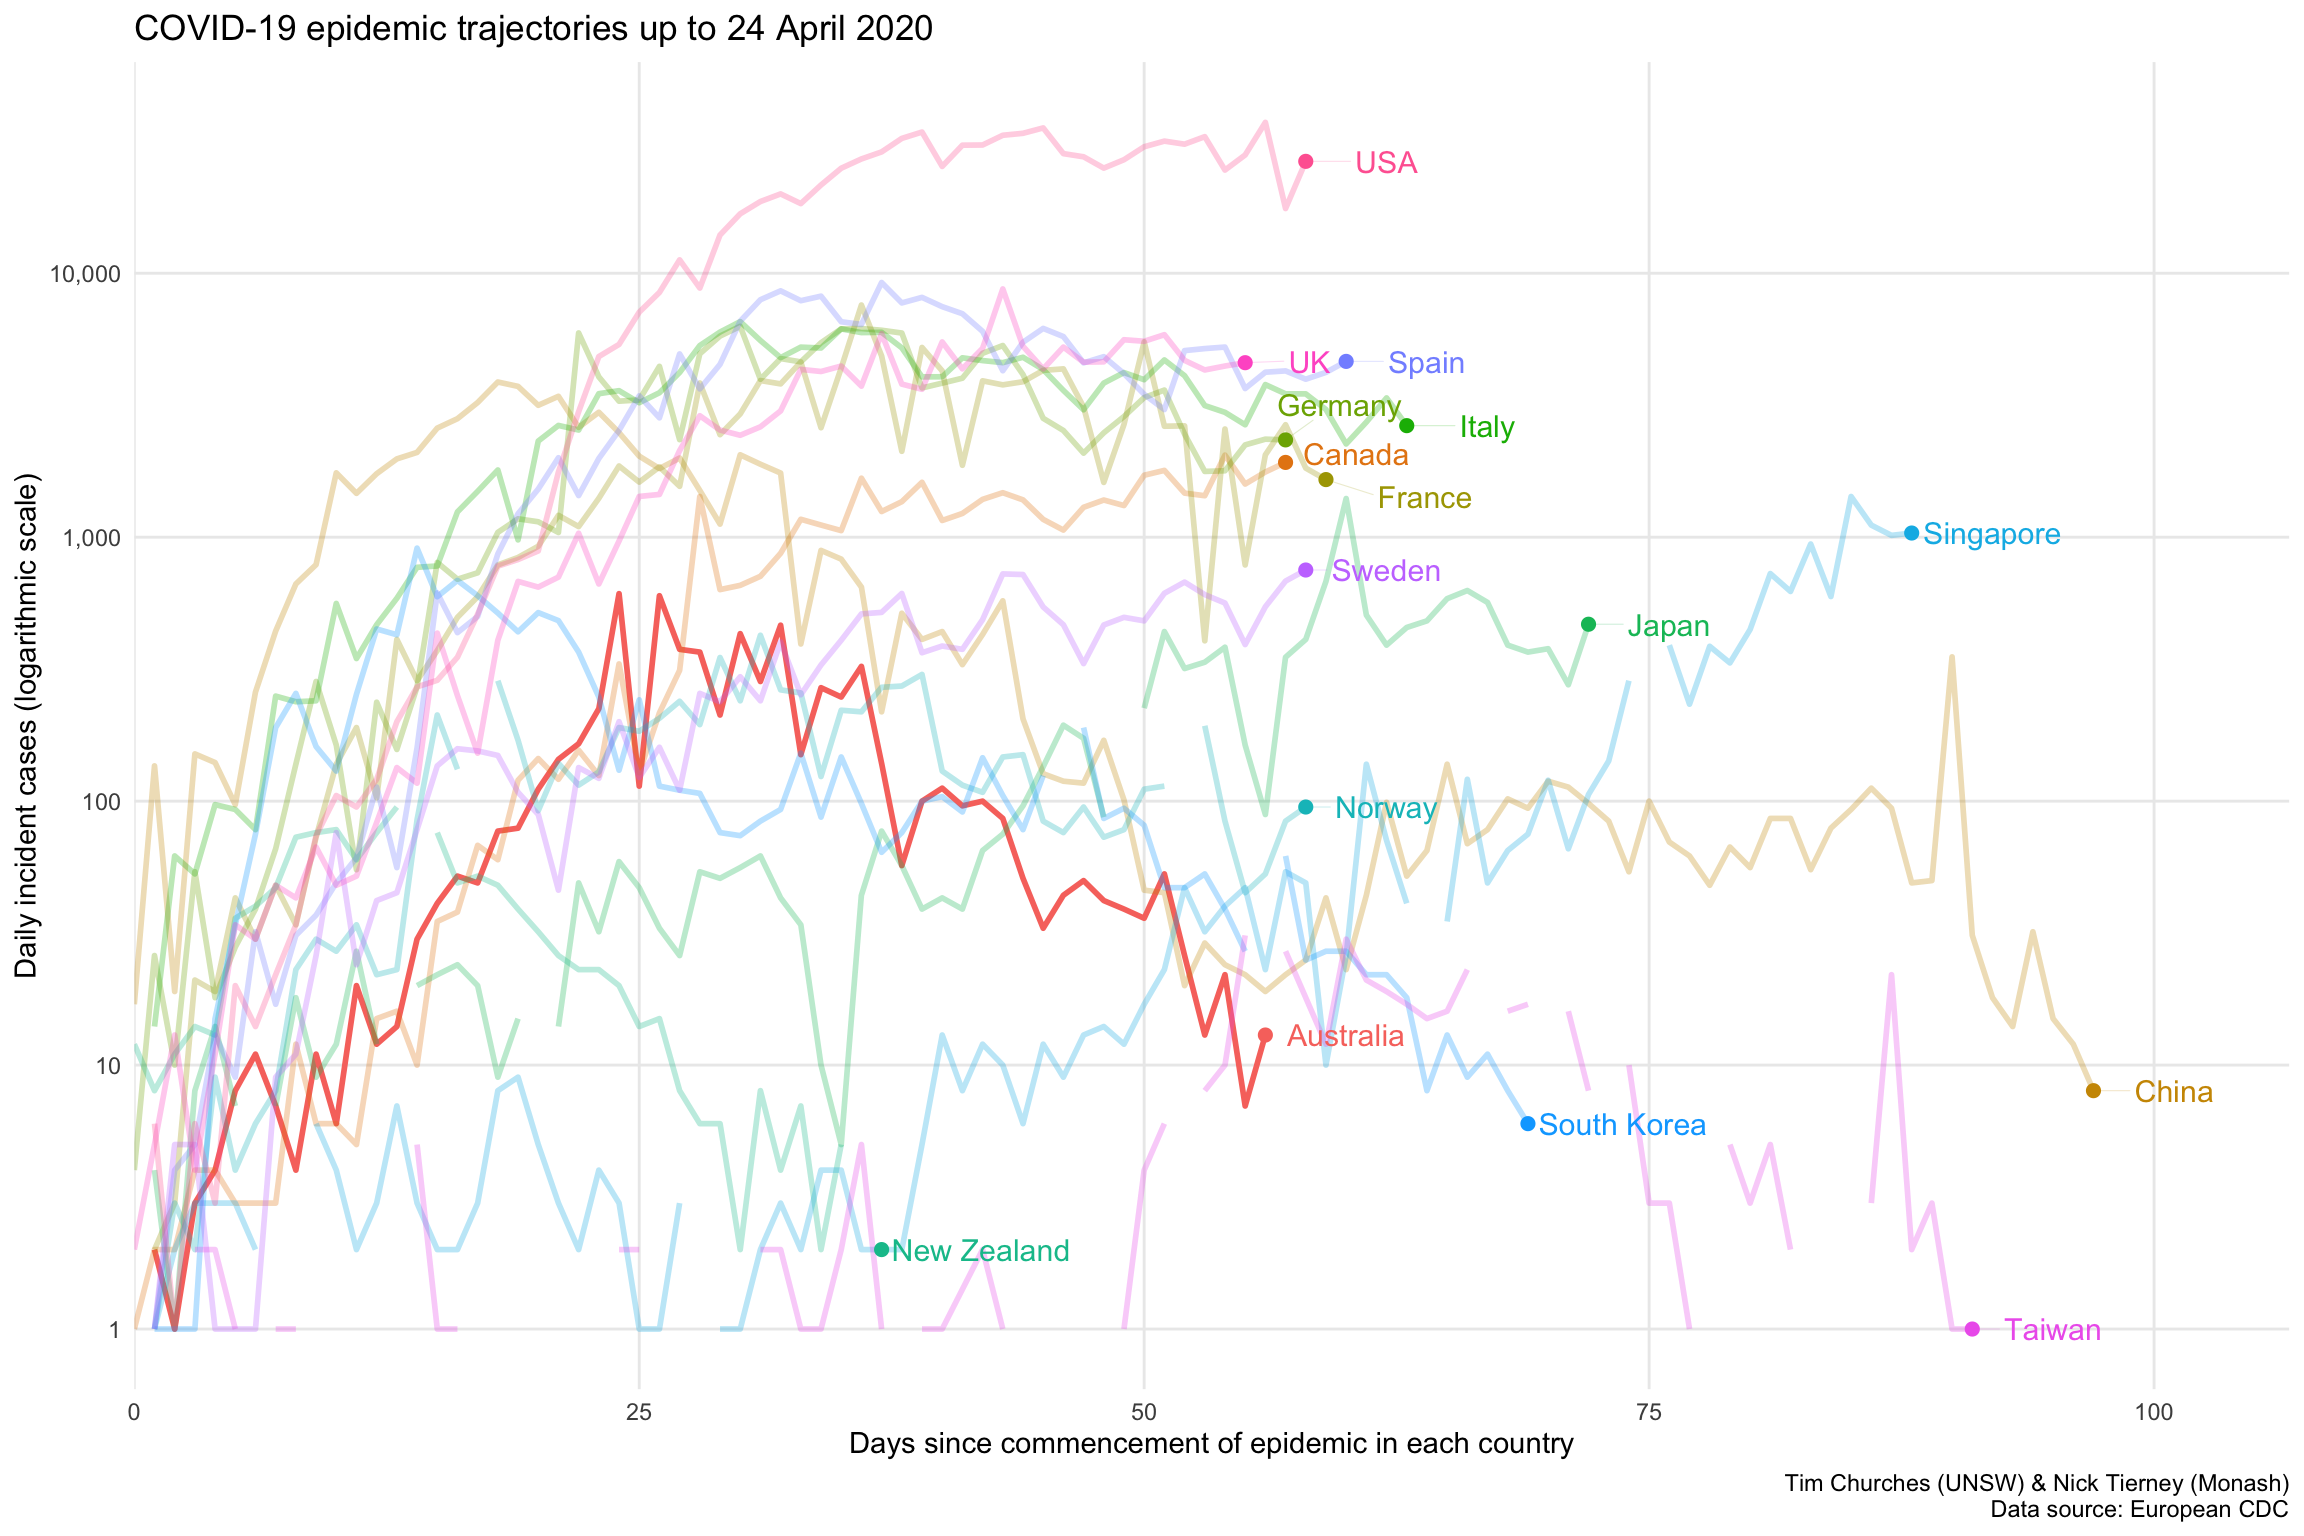 COVID-19 epidemic trajectories up to 24 April 2020
Daily incident cases (logarithmic scale)
10,000
1,000
100
10
1
USA
UK
Spain
Germany
Italy
Canada
France
Singapore
Sweden
Japan
Norway
Australia
China
South Korea
New Zealand
Taiwan
0
25
50
75
100
Days since commencement of epidemic in each country
Tim Churches (UNSW) & Nick Tierney (Monash)
Data source: European CDC